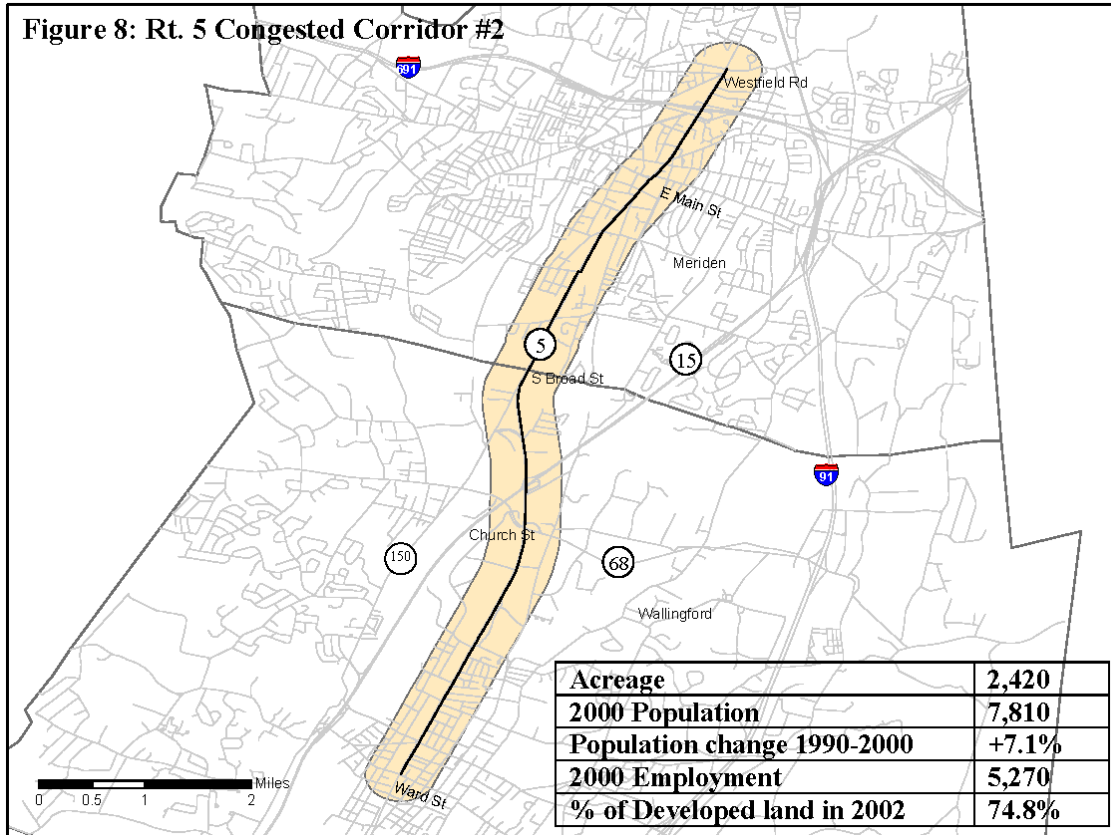 Figure 8: Rt. 5 Congested Corridor #2
691
Westfield Rd
E Main St
Meriden
5
15
S Broad St
91
Church St
150
68
Wallingford
Acreage 2,420
2000 Population 7,810
Population change 1990-2000 +7.1%
2000 Employment 5,270
% of Developed land in 2002 74.8%
Miles
0 0.5 1 2
Ward St